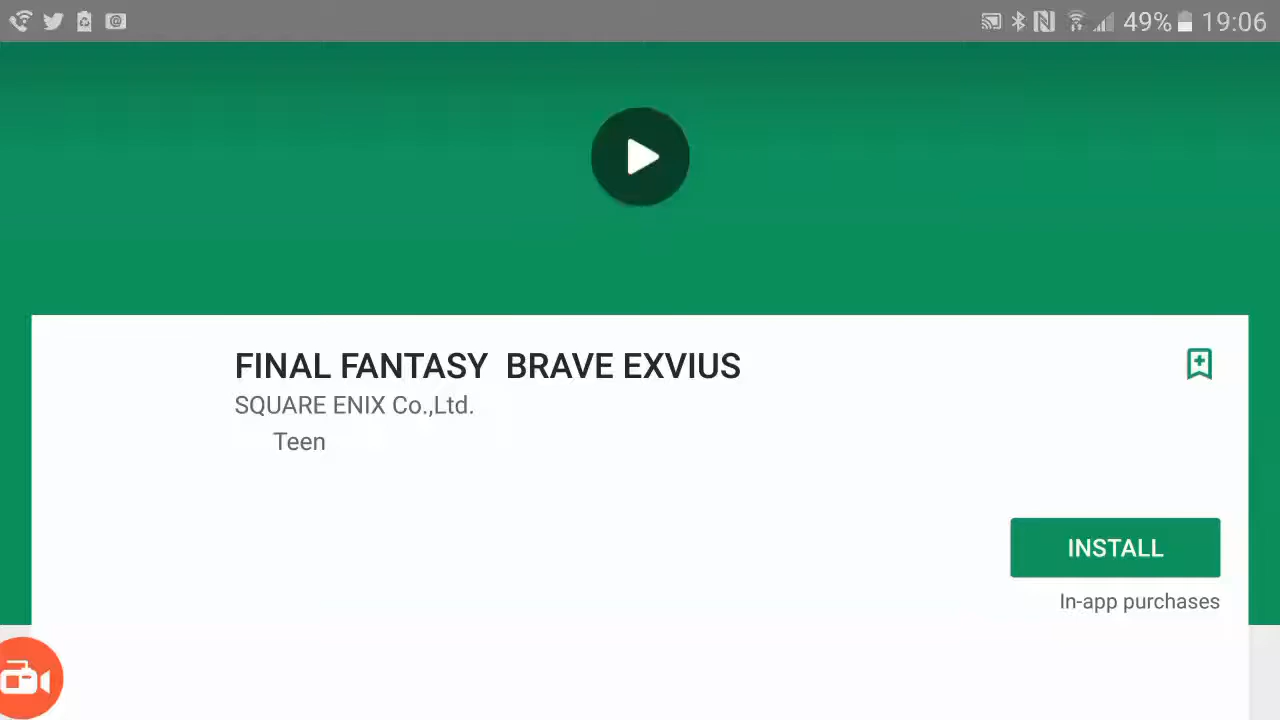 49% 19:06
FINAL FANTASY BRAVE EXVIUS
SQUARE ENIX Co.,Ltd.
Teen
INSTALL
In-app purchases